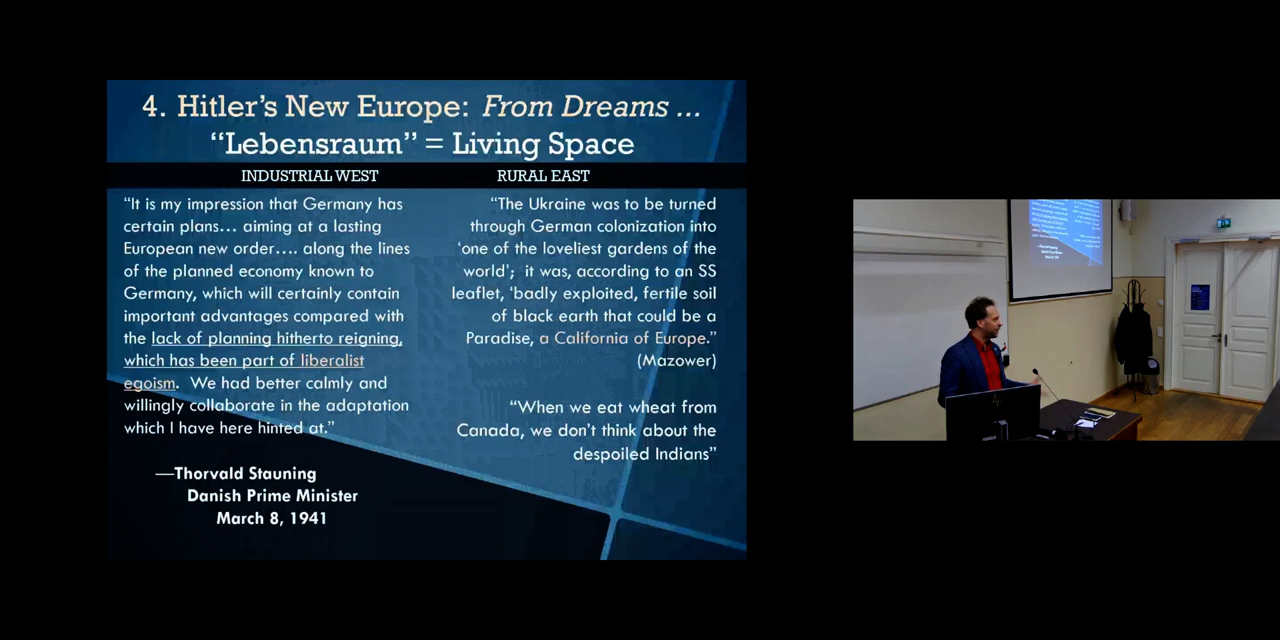 4. Hitler's New Europe: From Dreams ...
“Lebensraum” = Living Space
INDUSTRIAL WEST
“It is my impression that Germany has
certain plans... aiming at a lasting
European new order.... along the lines
of the planned economy known to
Germany, which will certainly contain
important advantages compared with
the lack of planning hitherto reigning,
which has been part of liberalist
egoism. We had better calmly and
willingly collaborate in the adaptation
which I have here hinted at.”
—Thorvald Stauning
Danish Prime Minister
March 8, 1941
RURAL EAST
“The Ukraine was to be turned
through German colonization into
‘one of the loveliest gardens of the
world’; it was, according to an SS
leaflet, ‘badly exploited, fertile soil
of black earth that could be a
Paradise, a California of Europe.”
(Mazower)
“When we eat wheat from
Canada, we don’t think about the
despoiled Indians”